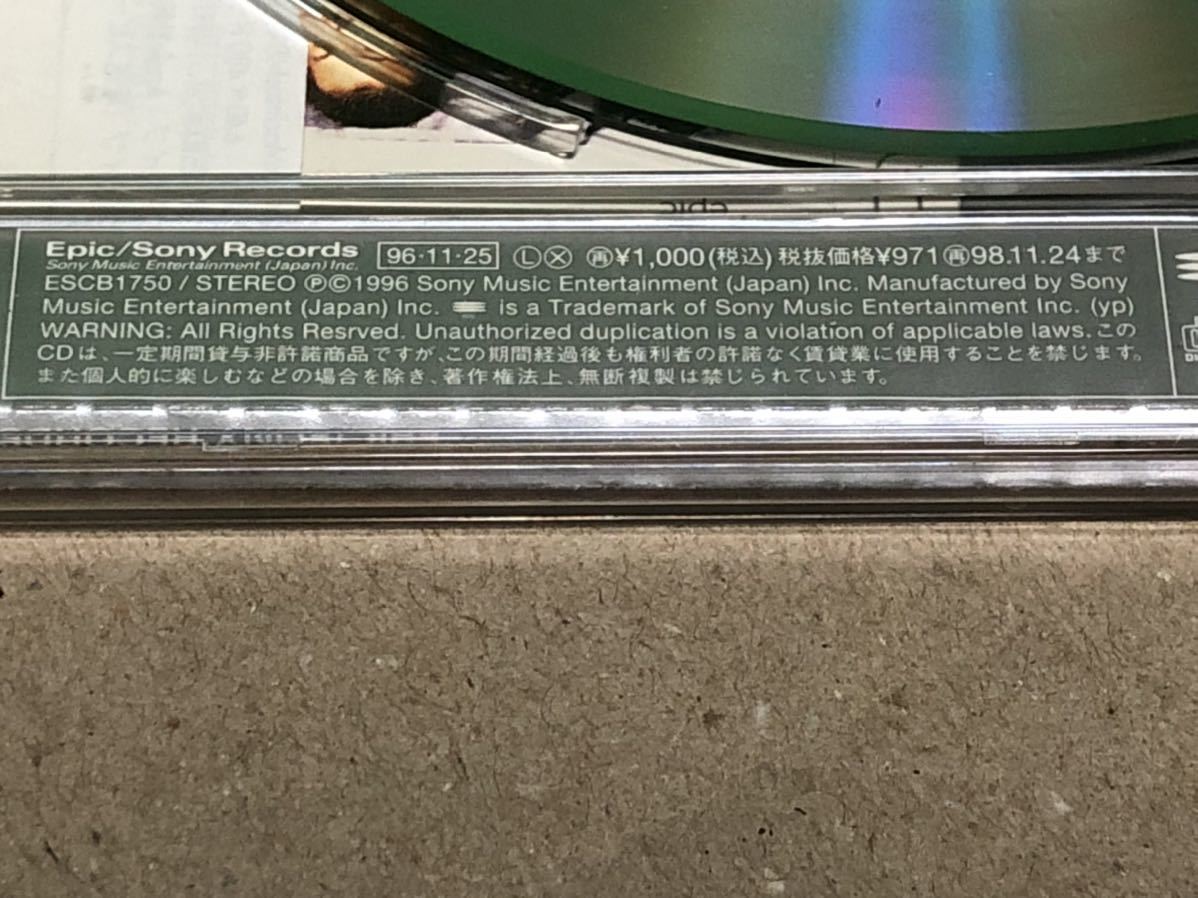 Epic/Sony Records 96・11・25 Ⓛ Ⓧ ㊢¥1,000(税込) 税抜価格¥971 ㊢98.11.24まで
Sony Music Entertainment (Japan) Inc.
ESCB1750 / STEREO Ⓟ©1996 Sony Music Entertainment (Japan) Inc. Manufactured by Sony
Music Entertainment (Japan) Inc. is a Trademark of Sony Music Entertainment Inc. (yp)
WARNING: All Rights Resrved. Unauthorized duplication is a violation of applicable laws. この
CDは、一定期間貸与非許諾商品ですが、この期間経過後も権利者の許諾なく賃貸業に使用することを禁じます。
また個人的に楽しむなどの場合を除き、著作権法上、無断複製は禁じられています。